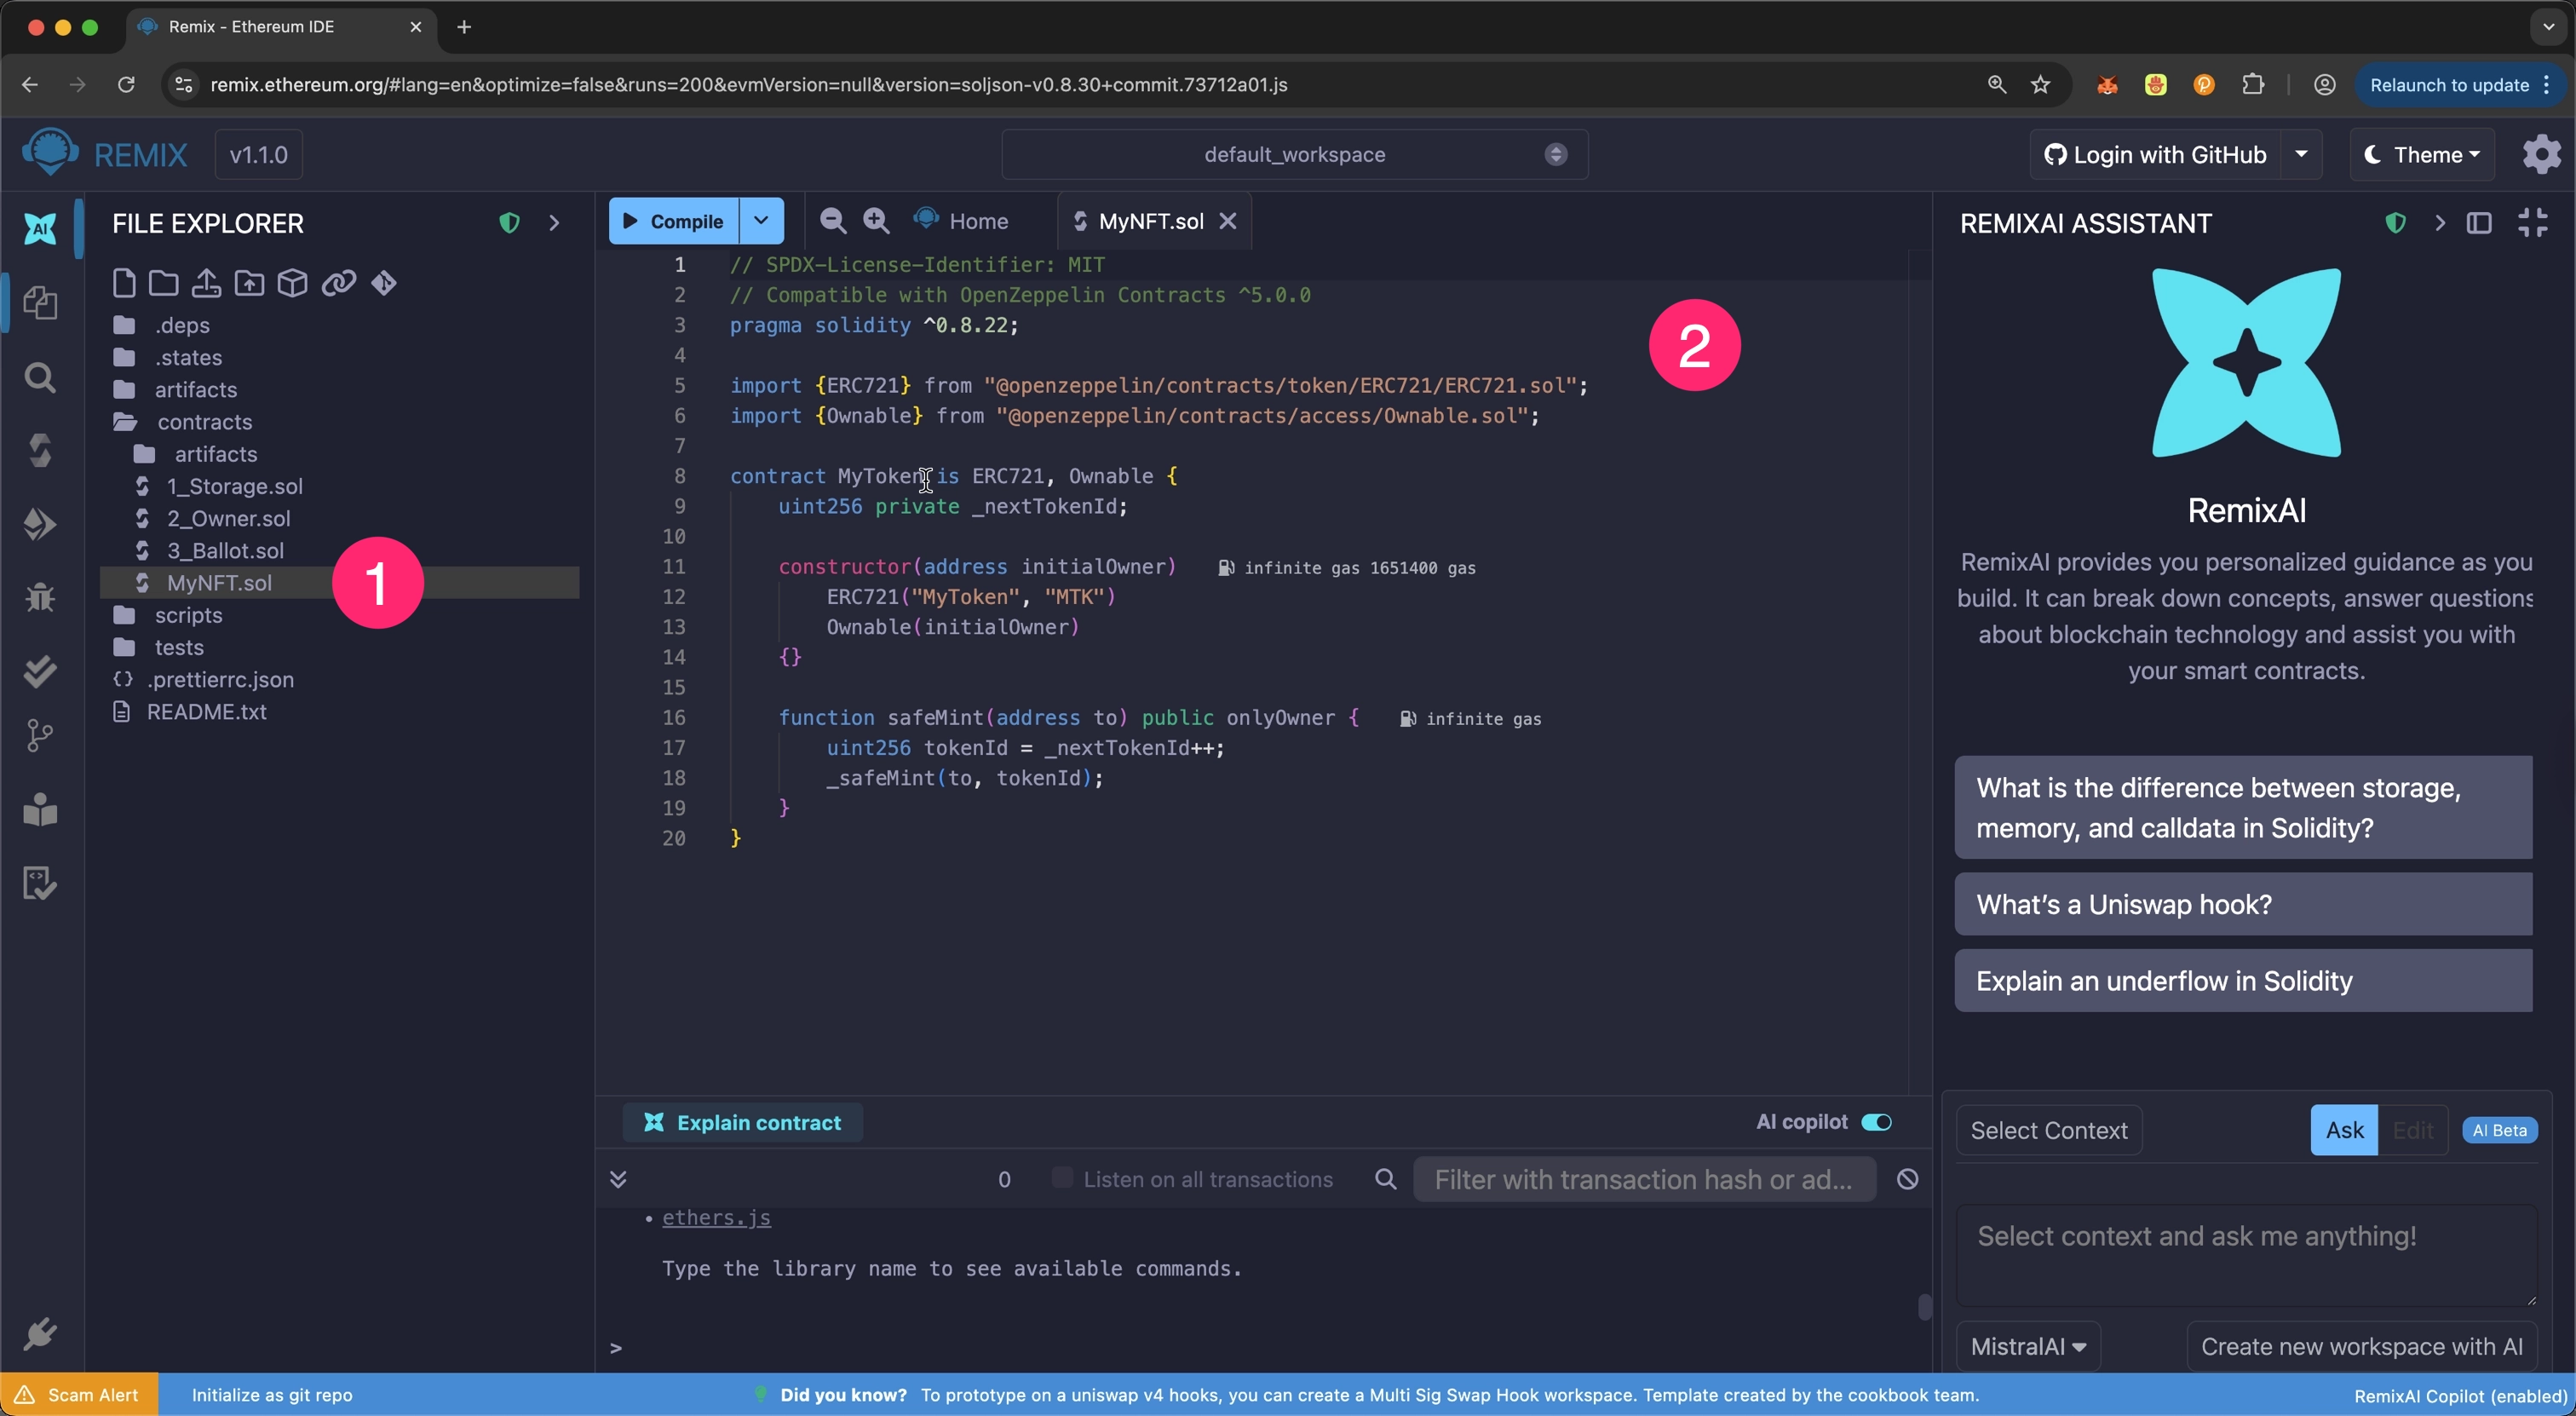 Remix - Ethereum IDE
remix.ethereum.org/#lang=en&optimize=false&runs=200&evmVersion=null&version=soljson-v0.8.30+commit.73712a01.js
Relaunch to update
REMIX
v1.1.0
default_workspace
Login with GitHub
Theme
AI
FILE EXPLORER
.deps
.states
artifacts
contracts
artifacts
1_Storage.sol
2_Owner.sol
3_Ballot.sol
MyNFT.sol
1
scripts
tests
.prettierrc.json
README.txt
Compile
Home
MyNFT.sol
1 // SPDX-License-Identifier: MIT
2 // Compatible with OpenZeppelin Contracts ^5.0.0
3 pragma solidity ^0.8.22;
4
5 import {ERC721} from "@openzeppelin/contracts/token/ERC721/ERC721.sol";
6 import {Ownable} from "@openzeppelin/contracts/access/Ownable.sol";
7
8 contract MyToken is ERC721, Ownable {
9 uint256 private _nextTokenId;
10
11 constructor(address initialOwner) infinite gas 1651400 gas
12 ERC721("MyToken", "MTK")
13 Ownable(initialOwner)
14 {}
15
16 function safeMint(address to) public onlyOwner { infinite gas
17 uint256 tokenId = _nextTokenId++;
18 _safeMint(to, tokenId);
19 }
20 }
2
Explain contract
AI copilot
0
Listen on all transactions
Filter with transaction hash or ad...
• ethers.js
Type the library name to see available commands.
>
REMIXAI ASSISTANT
RemixAI
RemixAI provides you personalized guidance as you
build. It can break down concepts, answer questions
about blockchain technology and assist you with
your smart contracts.
What is the difference between storage,
memory, and calldata in Solidity?
What's a Uniswap hook?
Explain an underflow in Solidity
Select Context
Ask
Edit
AI Beta
Select context and ask me anything!
MistralAI
Create new workspace with AI
Scam Alert
Initialize as git repo
Did you know? To prototype on a uniswap v4 hooks, you can create a Multi Sig Swap Hook workspace. Template created by the cookbook team.
RemixAI Copilot (enabled)